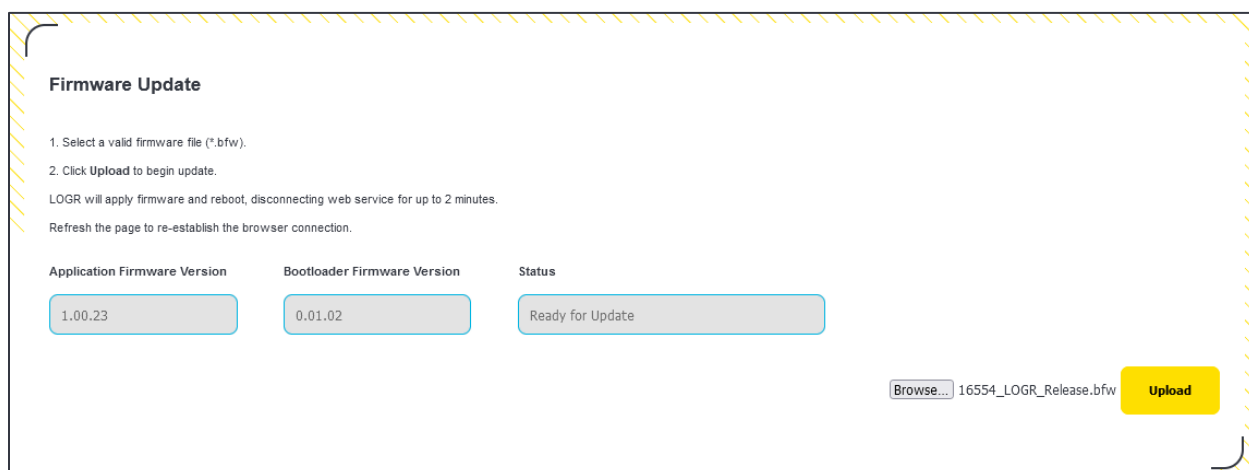 Firmware Update
1. Select a valid firmware file (*.bfw).
2. Click Upload to begin update.
LOGR will apply firmware and reboot, disconnecting web service for up to 2 minutes.
Refresh the page to re-establish the browser connection.
Application Firmware Version Bootloader Firmware Version Status
1.00.23 0.01.02 Ready for Update
Browse... 16554_LOGR_Release.bfw Upload